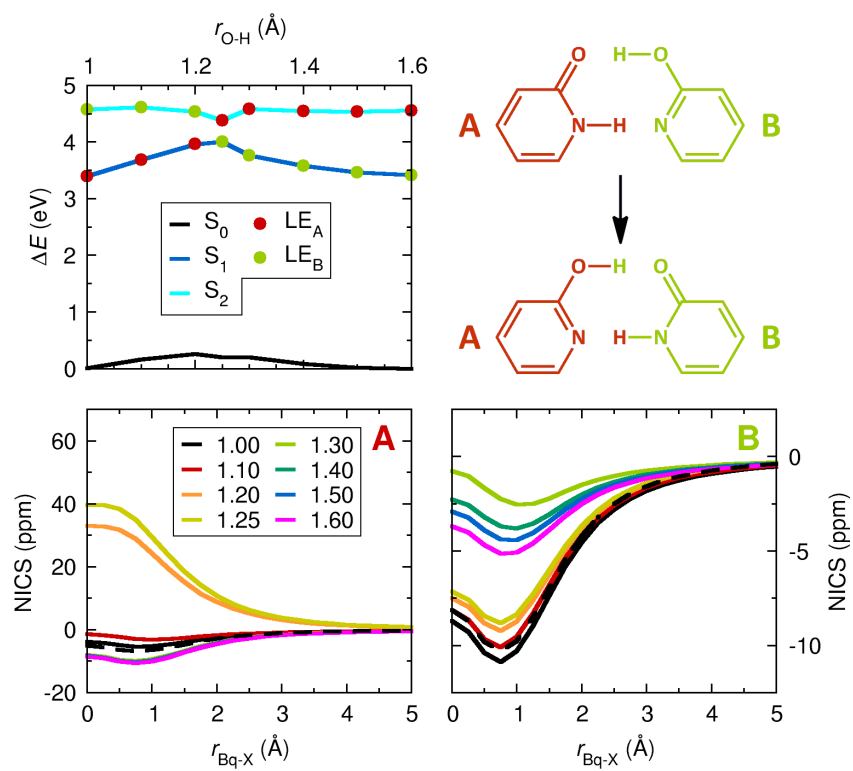 r_O-H (Å)
1 1.2 1.4 1.6
5
4
3
2
1
0
ΔE (eV)
S₀ LE_A
S₁ LE_B
S₂
O
H O
A N H N B
O H O
A N H N B
60
40
20
0
-20
NICS (ppm)
A
1.00 1.30
1.10 1.40
1.20 1.50
1.25 1.60
0 1 2 3 4 5
r_Bq-X (Å)
B
0
-5
-10
NICS (ppm)
0 1 2 3 4 5
r_Bq-X (Å)